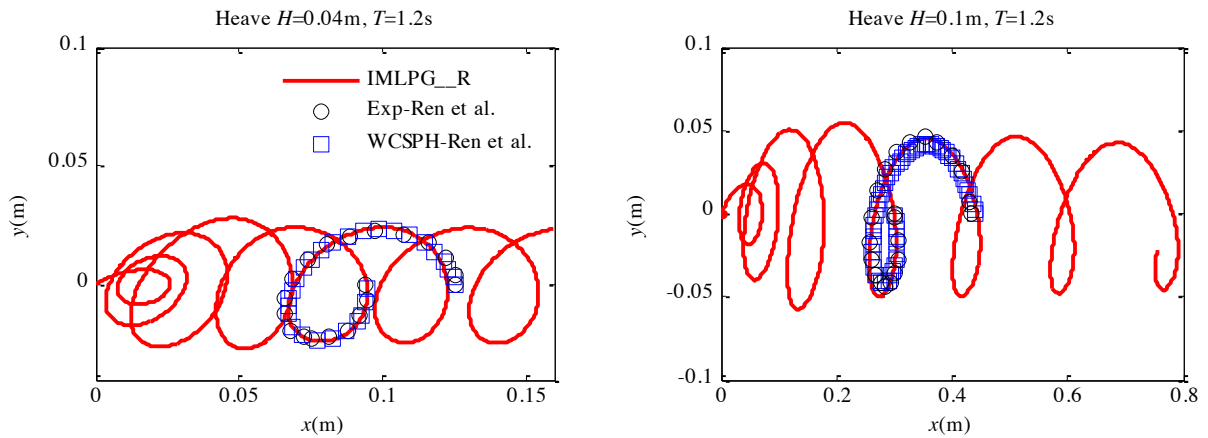 Heave H=0.04m, T=1.2s
0.1
IMLPG__R
Exp-Ren et al.
WCSPH-Ren et al.
0.05
y(m)
0
0
0.05
0.1
0.15
x(m)
Heave H=0.1m, T=1.2s
0.1
0.05
y(m)
0
-0.05
-0.1
0
0.2
0.4
0.6
0.8
x(m)